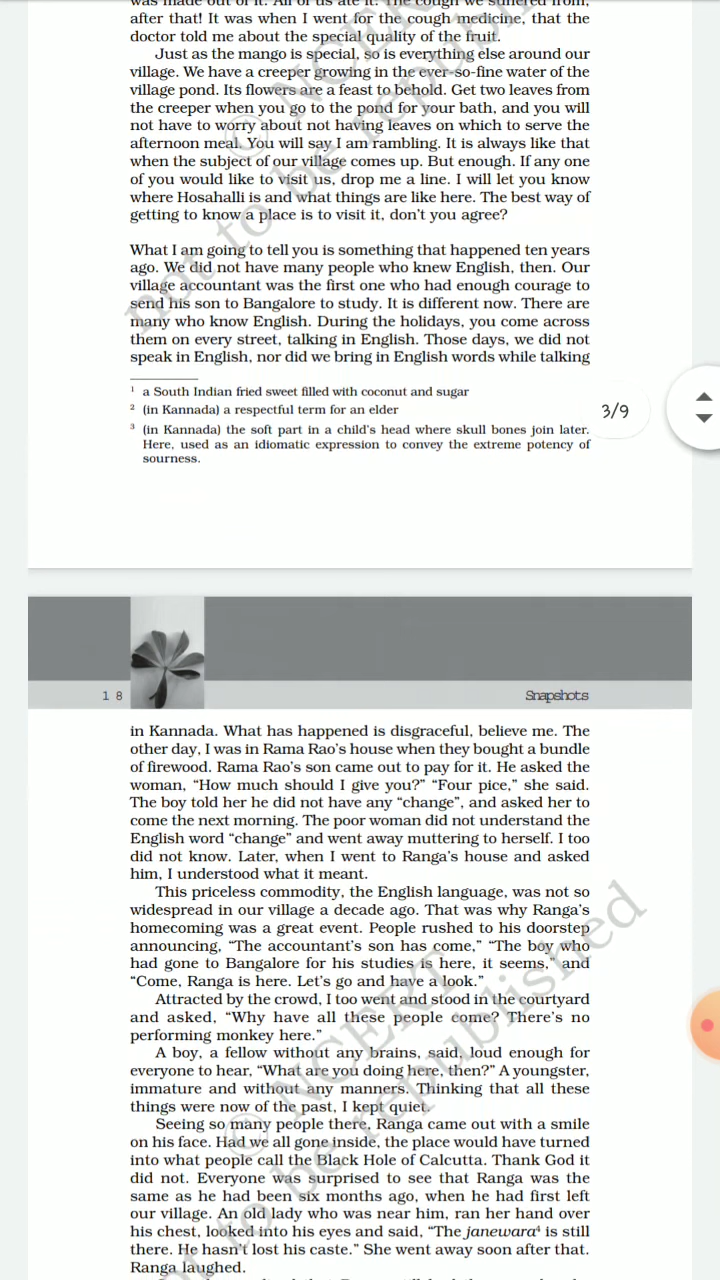 was made out of it. All of us ate it. The cough we suffered from,
after that! It was when I went for the cough medicine, that the
doctor told me about the special quality of the fruit.
Just as the mango is special, so is everything else around our
village. We have a creeper growing in the ever-so-fine water of the
village pond. Its flowers are a feast to behold. Get two leaves from
the creeper when you go to the pond for your bath, and you will
not have to worry about not having leaves on which to serve the
afternoon meal. You will say I am rambling. It is always like that
when the subject of our village comes up. But enough. If any one
of you would like to visit us, drop me a line. I will let you know
where Hosahalli is and what things are like here. The best way of
getting to know a place is to visit it, don't you agree?
What I am going to tell you is something that happened ten years
ago. We did not have many people who knew English, then. Our
village accountant was the first one who had enough courage to
send his son to Bangalore to study. It is different now. There are
many who know English. During the holidays, you come across
them on every street, talking in English. Those days, we did not
speak in English, nor did we bring in English words while talking
1 a South Indian fried sweet filled with coconut and sugar
2 (in Kannada) a respectful term for an elder
3 (in Kannada) the soft part in a child's head where skull bones join later.
Here, used as an idiomatic expression to convey the extreme potency of
sourness.
3/9
© NCERT
not to be republished
18
Snapshots
in Kannada. What has happened is disgraceful, believe me. The
other day, I was in Rama Rao's house when they bought a bundle
of firewood. Rama Rao's son came out to pay for it. He asked the
woman, "How much should I give you?" "Four pice," she said.
The boy told her he did not have any "change", and asked her to
come the next morning. The poor woman did not understand the
English word "change" and went away muttering to herself. I too
did not know. Later, when I went to Ranga's house and asked
him, I understood what it meant.
This priceless commodity, the English language, was not so
widespread in our village a decade ago. That was why Ranga's
homecoming was a great event. People rushed to his doorstep
announcing, "The accountant's son has come," "The boy who
had gone to Bangalore for his studies is here, it seems," and
"Come, Ranga is here. Let's go and have a look."
Attracted by the crowd, I too went and stood in the courtyard
and asked, "Why have all these people come? There's no
performing monkey here."
A boy, a fellow without any brains, said, loud enough for
everyone to hear, "What are you doing here, then?" A youngster,
immature and without any manners. Thinking that all these
things were now of the past, I kept quiet.
Seeing so many people there, Ranga came out with a smile
on his face. Had we all gone inside, the place would have turned
into what people call the Black Hole of Calcutta. Thank God it
did not. Everyone was surprised to see that Ranga was the
same as he had been six months ago, when he had first left
our village. An old lady who was near him, ran her hand over
his chest, looked into his eyes and said, "The janewara4 is still
there. He hasn't lost his caste." She went away soon after that.
Ranga laughed.
© NCERT
not to be republished